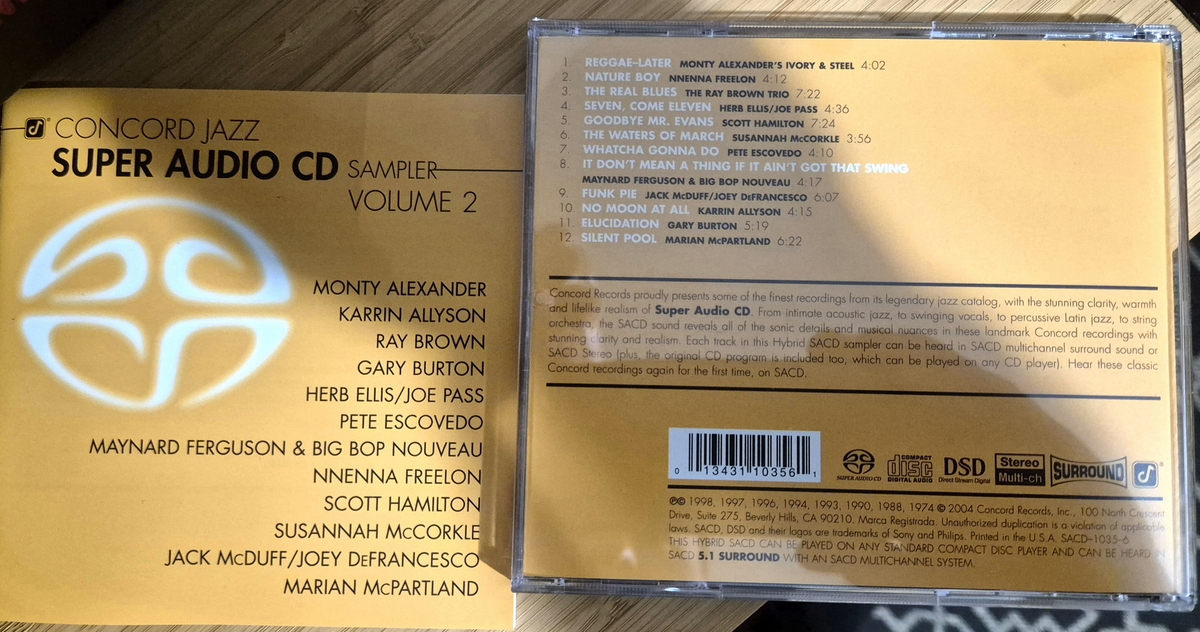 CONCORD JAZZ
SUPER AUDIO CD SAMPLER
VOLUME 2
MONTY ALEXANDER
KARRIN ALLYSON
RAY BROWN
GARY BURTON
HERB ELLIS/JOE PASS
PETE ESCOVEDO
MAYNARD FERGUSON & BIG BOP NOUVEAU
NNENNA FREELON
SCOTT HAMILTON
SUSANNAH McCORKLE
JACK McDUFF/JOEY DeFRANCESCO
MARIAN McPARTLAND
1. REGGAE-LATER MONTY ALEXANDER'S IVORY & STEEL 4:02
2. NATURE BOY NNENNA FREELON 4:12
3. THE REAL BLUES THE RAY BROWN TRIO 7:22
4. SEVEN, COME ELEVEN HERB ELLIS/JOE PASS 4:36
5. GOODBYE MR. EVANS SCOTT HAMILTON 7:24
6. THE WATERS OF MARCH SUSANNAH McCORKLE 3:56
7. WHATCHA GONNA DO PETE ESCOVEDO 4:10
8. IT DON'T MEAN A THING IF IT AIN'T GOT THAT SWING
MAYNARD FERGUSON & BIG BOP NOUVEAU 4:17
9. FUNK PIE JACK McDUFF/JOEY DeFRANCESCO 6:07
10. NO MOON AT ALL KARRIN ALLYSON 4:15
11. ELUCIDATION GARY BURTON 5:19
12. SILENT POOL MARIAN McPARTLAND 6:22
Concord Records proudly presents some of the finest recordings from its legendary jazz catalog, with the stunning clarity, warmth
and lifelike realism of Super Audio CD. From intimate acoustic jazz, to swinging vocals, to percussive Latin jazz, to string
orchestra, the SACD sound reveals all of the sonic details and musical nuances in these landmark Concord recordings with
stunning clarity and realism. Each track in this Hybrid SACD sampler can be heard in SACD multichannel surround sound or
SACD Stereo (plus, the original CD program is included too, which can be played on any CD player). Hear these classic
Concord recordings again for the first time, on SACD.
0 13431 10356 1
SUPER AUDIO CD
COMPACT disc DIGITAL AUDIO
DSD Direct Stream Digital
Stereo Multi-ch
SURROUND
℗© 1998, 1997, 1996, 1994, 1993, 1990, 1988, 1974 © 2004 Concord Records, Inc., 100 North Crescent
Drive, Suite 275, Beverly Hills, CA 90210. Marca Registrada. Unauthorized duplication is a violation of applicable
laws. SACD, DSD and their logos are trademarks of Sony and Philips. Printed in the U.S.A. SACD-1035-6
THIS HYBRID SACD CAN BE PLAYED ON ANY STANDARD COMPACT DISC PLAYER AND CAN BE HEARD IN
SACD 5.1 SURROUND WITH AN SACD MULTICHANNEL SYSTEM.